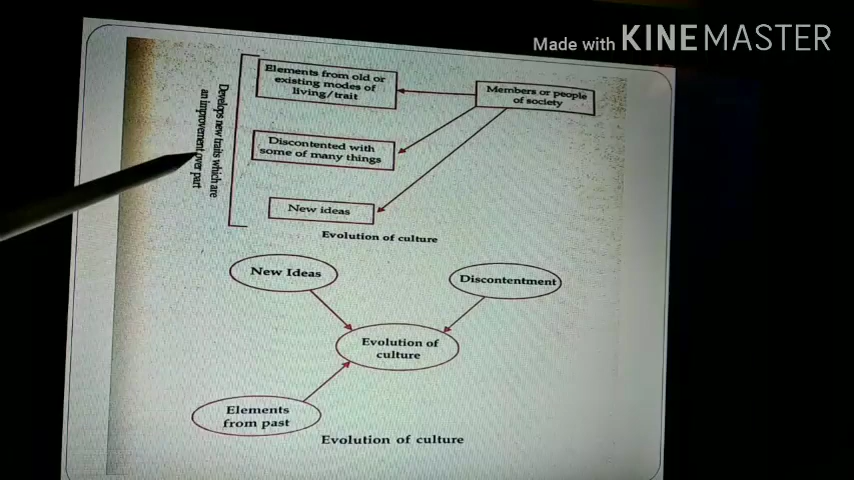 Made with KINEMASTER
Elements from old or
existing modes of
living/trait
Members or people
of society
Discontented with
some of many things
New ideas
Develops new traits which are
an improvement over part
Evolution of culture
New Ideas
Discontentment
Evolution of
culture
Elements
from past
Evolution of culture